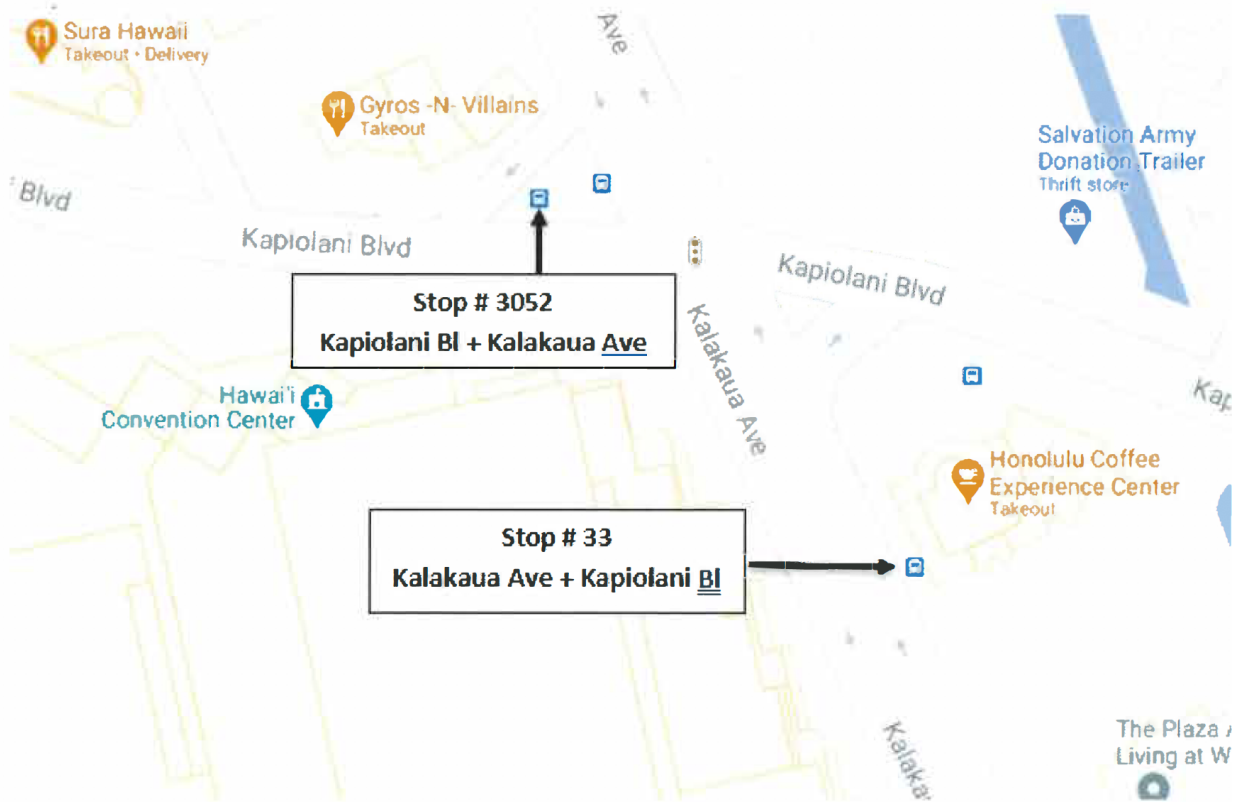 Sura Hawaii
Takeout • Delivery
Ave
Gyros -N- Villains
Takeout
Salvation Army
Donation Trailer
Thrift store
Blvd
Kapiolani Blvd
Kapiolani Blvd
Stop # 3052
Kapiolani Bl + Kalakaua Ave
Kalakaua Ave
Hawai'i
Convention Center
Kap
Honolulu Coffee
Experience Center
Takeout
Stop # 33
Kalakaua Ave + Kapiolani Bl
Kalaka
The Plaza
Living at W